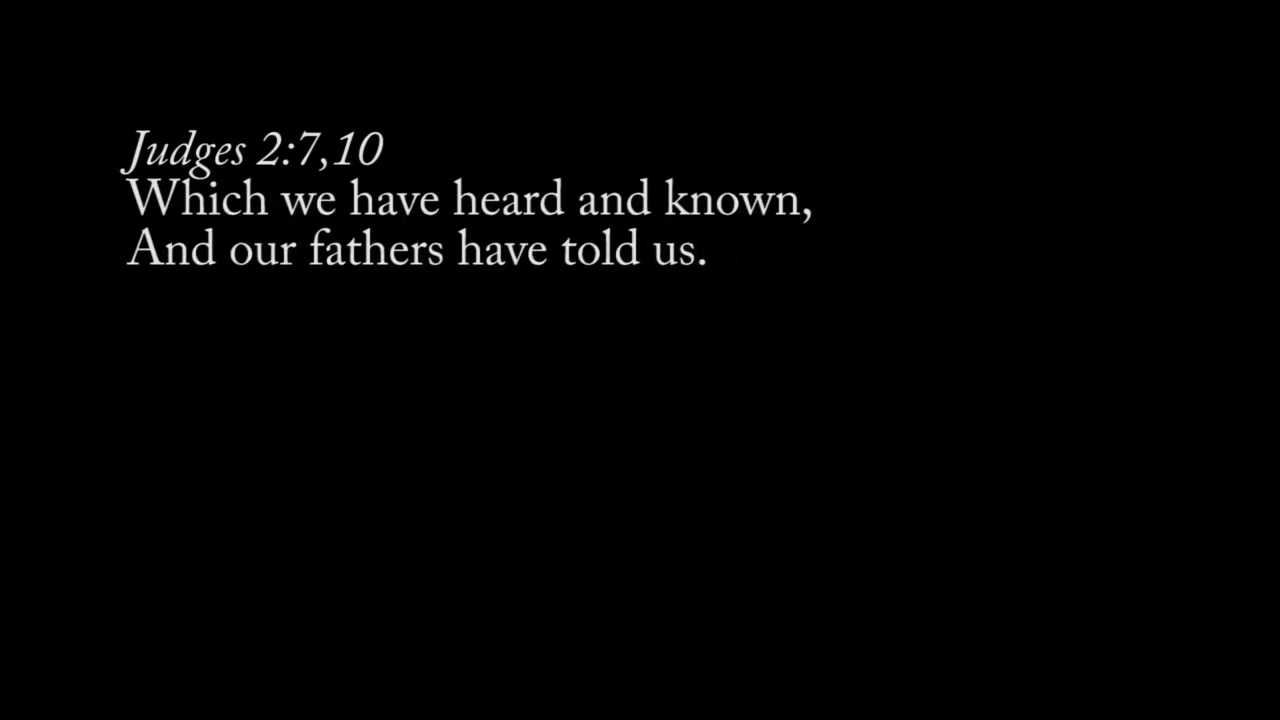 Judges 2:7,10
Which we have heard and known,
And our fathers have told us.